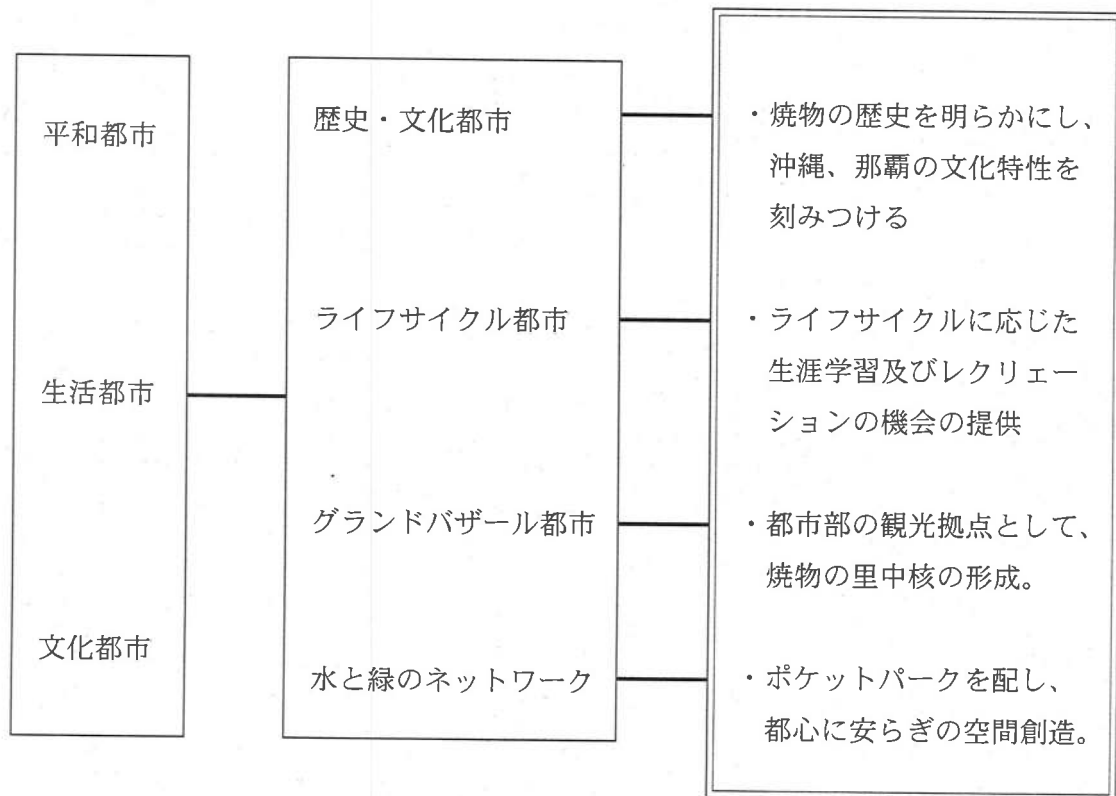 平和都市
生活都市
文化都市
歴史・文化都市
ライフサイクル都市
グランドバザール都市
水と緑のネットワーク
・焼物の歴史を明らかにし、
沖縄、那覇の文化特性を
刻みつける
・ライフサイクルに応じた
生涯学習及びレクリェー
ションの機会の提供
・都市部の観光拠点として、
焼物の里中核の形成。
・ポケットパークを配し、
都心に安らぎの空間創造。